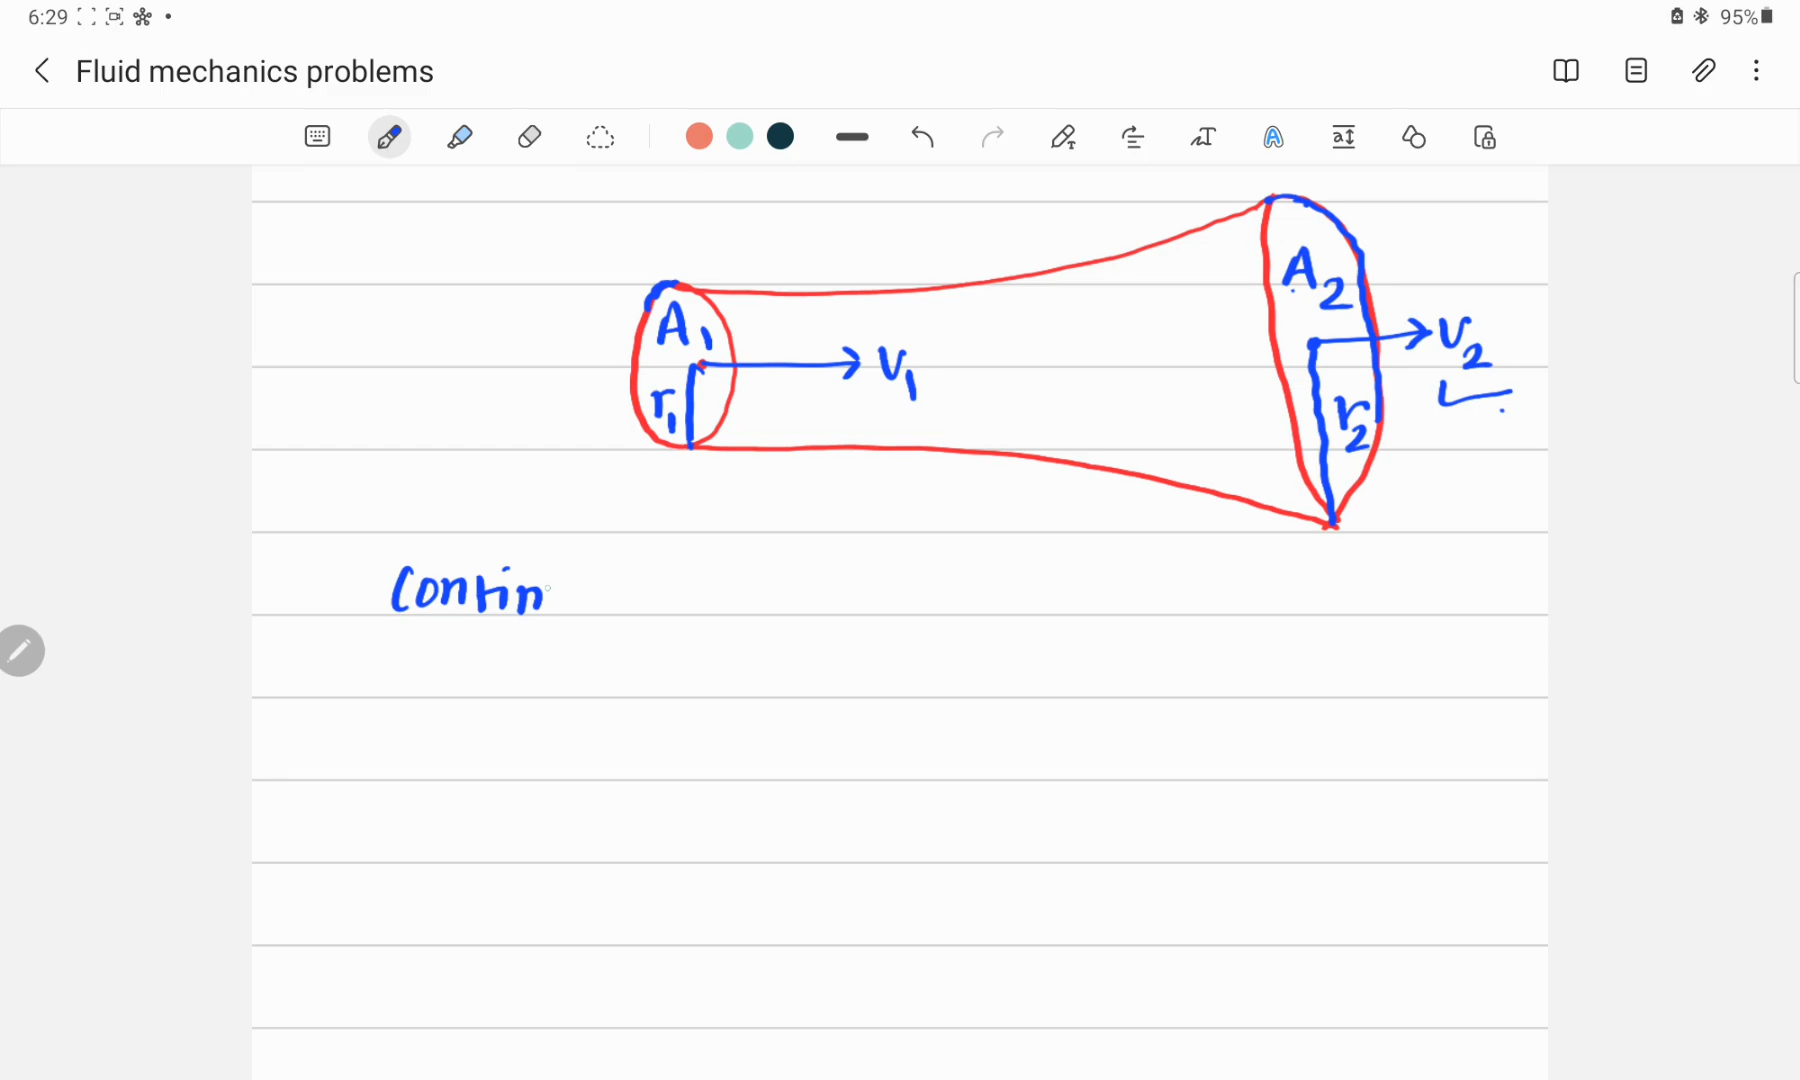 6:29 95%
Fluid mechanics problems
A₁
r₁
v₁
A₂
v₂
r₂
Contin